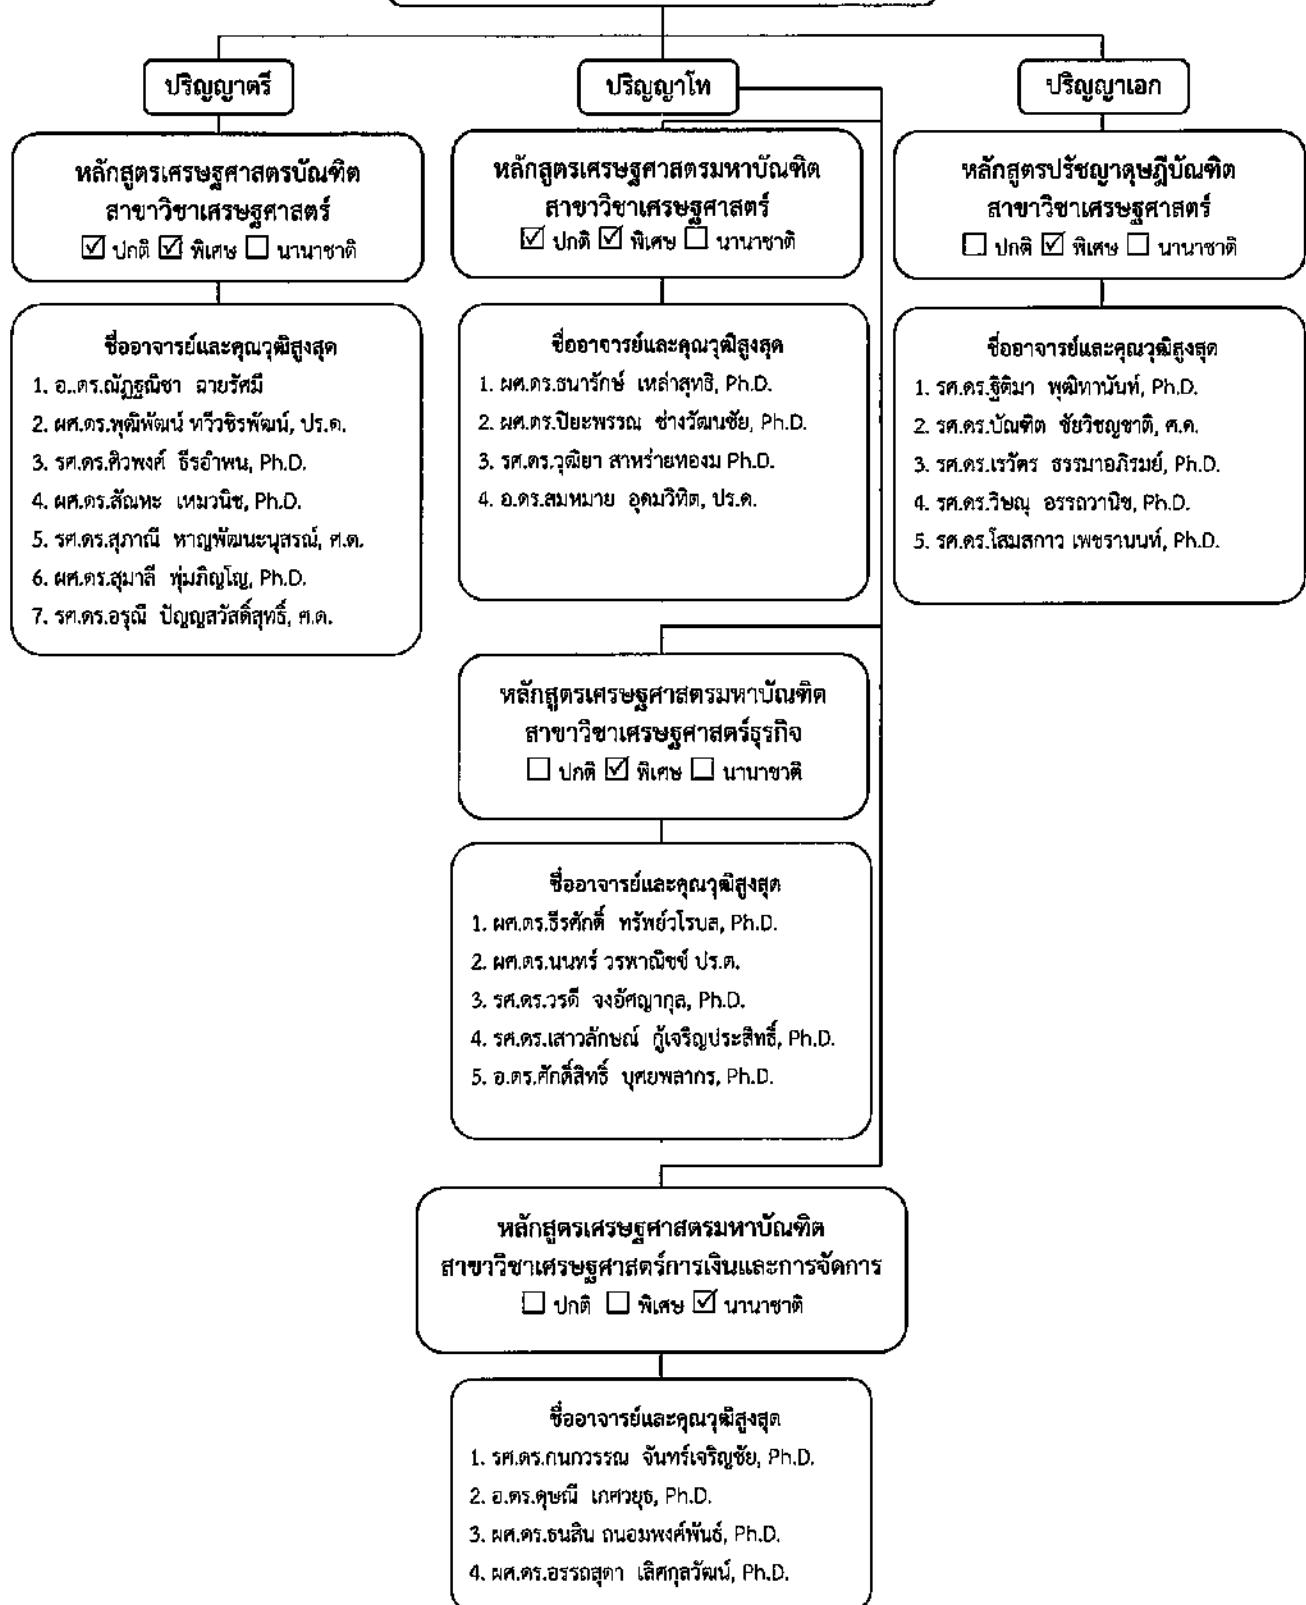 ปริญญาตรี
หลักสูตรเศรษฐศาสตรบัณฑิต
สาขาวิชาเศรษฐศาสตร์
☑ ปกติ ☑ พิเศษ ☐ นานาชาติ
ชื่ออาจารย์และคุณวุฒิสูงสุด
1. อ..ดร.ณัฏฐณิชา ฉายรัศมี
2. ผศ.ดร.พุฒิพัฒน์ ทวีวชิรพัฒน์, ปร.ด.
3. รศ.ดร.ศิวพงศ์ ธีรอำพน, Ph.D.
4. ผศ.ดร.สัณหะ เหมวนิช, Ph.D.
5. รศ.ดร.สุภาณี หาญพัฒนะนุสรณ์, ศ.ด.
6. ผศ.ดร.สุมาลี พุ่มภิญโญ, Ph.D.
7. รศ.ดร.อรุณี ปัญญสวัสดิ์สุทธิ์, ศ.ด.
ปริญญาโท
หลักสูตรเศรษฐศาสตรมหาบัณฑิต
สาขาวิชาเศรษฐศาสตร์
☑ ปกติ ☑ พิเศษ ☐ นานาชาติ
ชื่ออาจารย์และคุณวุฒิสูงสุด
1. ผศ.ดร.ธนารักษ์ เหล่าสุทธิ, Ph.D.
2. ผศ.ดร.ปิยะพรรณ ช่างวัฒนชัย, Ph.D.
3. รศ.ดร.วุฒิยา สาหร่ายทองม Ph.D.
4. อ.ดร.สมหมาย อุดมวิทิต, ปร.ด.
หลักสูตรเศรษฐศาสตรมหาบัณฑิต
สาขาวิชาเศรษฐศาสตร์ธุรกิจ
☐ ปกติ ☑ พิเศษ ☐ นานาชาติ
ชื่ออาจารย์และคุณวุฒิสูงสุด
1. ผศ.ดร.ธีรศักดิ์ ทรัพย์วโรบล, Ph.D.
2. ผศ.ดร.นนทร์ วรพาณิชช์ ปร.ด.
3. รศ.ดร.วรดี จงอัศญากุล, Ph.D.
4. รศ.ดร.เสาวลักษณ์ กู้เจริญประสิทธิ์, Ph.D.
5. อ.ดร.ศักดิ์สิทธิ์ บุศยพลากร, Ph.D.
หลักสูตรเศรษฐศาสตรมหาบัณฑิต
สาขาวิชาเศรษฐศาสตร์การเงินและการจัดการ
☐ ปกติ ☐ พิเศษ ☑ นานาชาติ
ชื่ออาจารย์และคุณวุฒิสูงสุด
1. รศ.ดร.กนกวรรณ จันทร์เจริญชัย, Ph.D.
2. อ.ดร.ดุษณี เกศวยุธ, Ph.D.
3. ผศ.ดร.ธนสิน ถนอมพงศ์พันธ์, Ph.D.
4. ผศ.ดร.อรรถสุดา เลิศกุลวัฒน์, Ph.D.
ปริญญาเอก
หลักสูตรปรัชญาดุษฎีบัณฑิต
สาขาวิชาเศรษฐศาสตร์
☐ ปกติ ☑ พิเศษ ☐ นานาชาติ
ชื่ออาจารย์และคุณวุฒิสูงสุด
1. รศ.ดร.ฐิติมา พุฒิทานันท์, Ph.D.
2. รศ.ดร.บัณฑิต ชัยวิชญชาติ, ศ.ด.
3. รศ.ดร.เรวัตร ธรรมาอภิรมย์, Ph.D.
4. รศ.ดร.วิษณุ อรรถวานิช, Ph.D.
5. รศ.ดร.โสมสกาว เพชรานนท์, Ph.D.